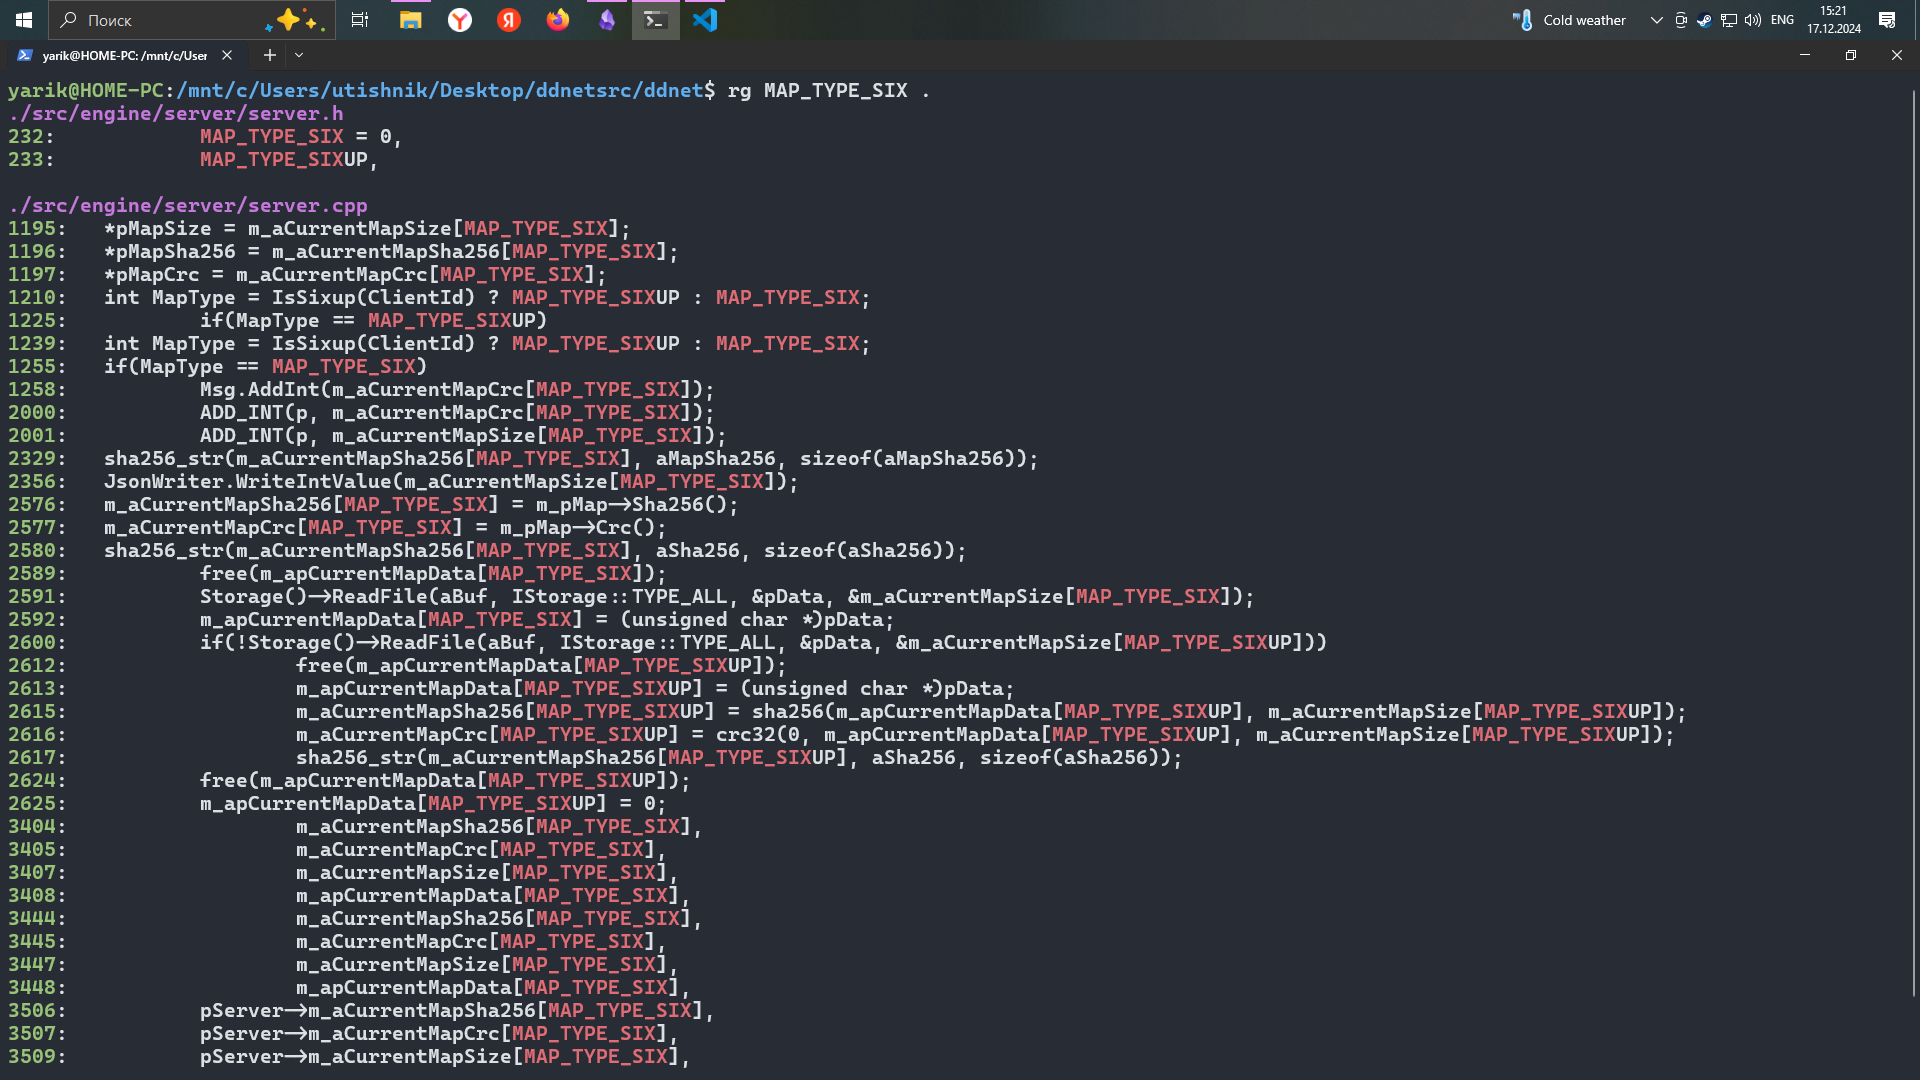 Поиск
Cold weather
ENG
15:21
17.12.2024
yarik@HOME-PC: /mnt/c/User
yarik@HOME-PC:/mnt/c/Users/utishnik/Desktop/ddnetsrc/ddnet$ rg MAP_TYPE_SIX .
./src/engine/server/server.h
232: MAP_TYPE_SIX = 0,
233: MAP_TYPE_SIXUP,
./src/engine/server/server.cpp
1195: *pMapSize = m_aCurrentMapSize[MAP_TYPE_SIX];
1196: *pMapSha256 = m_aCurrentMapSha256[MAP_TYPE_SIX];
1197: *pMapCrc = m_aCurrentMapCrc[MAP_TYPE_SIX];
1210: int MapType = IsSixup(ClientId) ? MAP_TYPE_SIXUP : MAP_TYPE_SIX;
1225: if(MapType == MAP_TYPE_SIXUP)
1239: int MapType = IsSixup(ClientId) ? MAP_TYPE_SIXUP : MAP_TYPE_SIX;
1255: if(MapType == MAP_TYPE_SIX)
1258: Msg.AddInt(m_aCurrentMapCrc[MAP_TYPE_SIX]);
2000: ADD_INT(p, m_aCurrentMapCrc[MAP_TYPE_SIX]);
2001: ADD_INT(p, m_aCurrentMapSize[MAP_TYPE_SIX]);
2329: sha256_str(m_aCurrentMapSha256[MAP_TYPE_SIX], aMapSha256, sizeof(aMapSha256));
2356: JsonWriter.WriteIntValue(m_aCurrentMapSize[MAP_TYPE_SIX]);
2576: m_aCurrentMapSha256[MAP_TYPE_SIX] = m_pMap->Sha256();
2577: m_aCurrentMapCrc[MAP_TYPE_SIX] = m_pMap->Crc();
2580: sha256_str(m_aCurrentMapSha256[MAP_TYPE_SIX], aSha256, sizeof(aSha256));
2589: free(m_apCurrentMapData[MAP_TYPE_SIX]);
2591: Storage()->ReadFile(aBuf, IStorage::TYPE_ALL, &pData, &m_aCurrentMapSize[MAP_TYPE_SIX]);
2592: m_apCurrentMapData[MAP_TYPE_SIX] = (unsigned char *)pData;
2600: if(!Storage()->ReadFile(aBuf, IStorage::TYPE_ALL, &pData, &m_aCurrentMapSize[MAP_TYPE_SIXUP]))
2612: free(m_apCurrentMapData[MAP_TYPE_SIXUP]);
2613: m_apCurrentMapData[MAP_TYPE_SIXUP] = (unsigned char *)pData;
2615: m_aCurrentMapSha256[MAP_TYPE_SIXUP] = sha256(m_apCurrentMapData[MAP_TYPE_SIXUP], m_aCurrentMapSize[MAP_TYPE_SIXUP]);
2616: m_aCurrentMapCrc[MAP_TYPE_SIXUP] = crc32(0, m_apCurrentMapData[MAP_TYPE_SIXUP], m_aCurrentMapSize[MAP_TYPE_SIXUP]);
2617: sha256_str(m_aCurrentMapSha256[MAP_TYPE_SIXUP], aSha256, sizeof(aSha256));
2624: free(m_apCurrentMapData[MAP_TYPE_SIXUP]);
2625: m_apCurrentMapData[MAP_TYPE_SIXUP] = 0;
3404: m_aCurrentMapSha256[MAP_TYPE_SIX],
3405: m_aCurrentMapCrc[MAP_TYPE_SIX],
3407: m_aCurrentMapSize[MAP_TYPE_SIX],
3408: m_apCurrentMapData[MAP_TYPE_SIX],
3444: m_aCurrentMapSha256[MAP_TYPE_SIX],
3445: m_aCurrentMapCrc[MAP_TYPE_SIX],
3447: m_aCurrentMapSize[MAP_TYPE_SIX],
3448: m_apCurrentMapData[MAP_TYPE_SIX],
3506: pServer->m_aCurrentMapSha256[MAP_TYPE_SIX],
3507: pServer->m_aCurrentMapCrc[MAP_TYPE_SIX],
3509: pServer->m_aCurrentMapSize[MAP_TYPE_SIX],